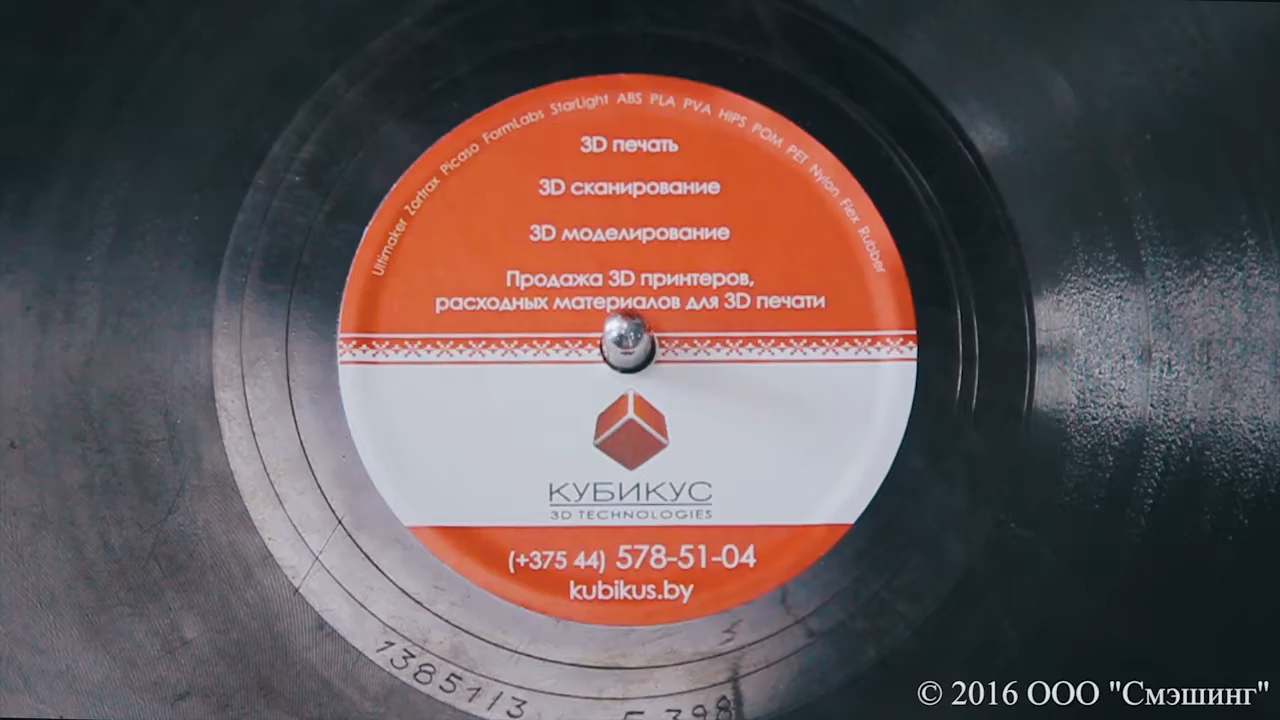 Ultimaker Zortrax Picaso FormLabs StarLight ABS PLA PVA HIPS POM PET Nylon Flex Rubber
3D печать
3D сканирование
3D моделирование
Продажа 3D принтеров,
расходных материалов для 3D печати
КУБИКУС
3D TECHNOLOGIES
(+375 44) 578-51-04
kubikus.by
1385113
398
© 2016 ООО "Смэшинг"